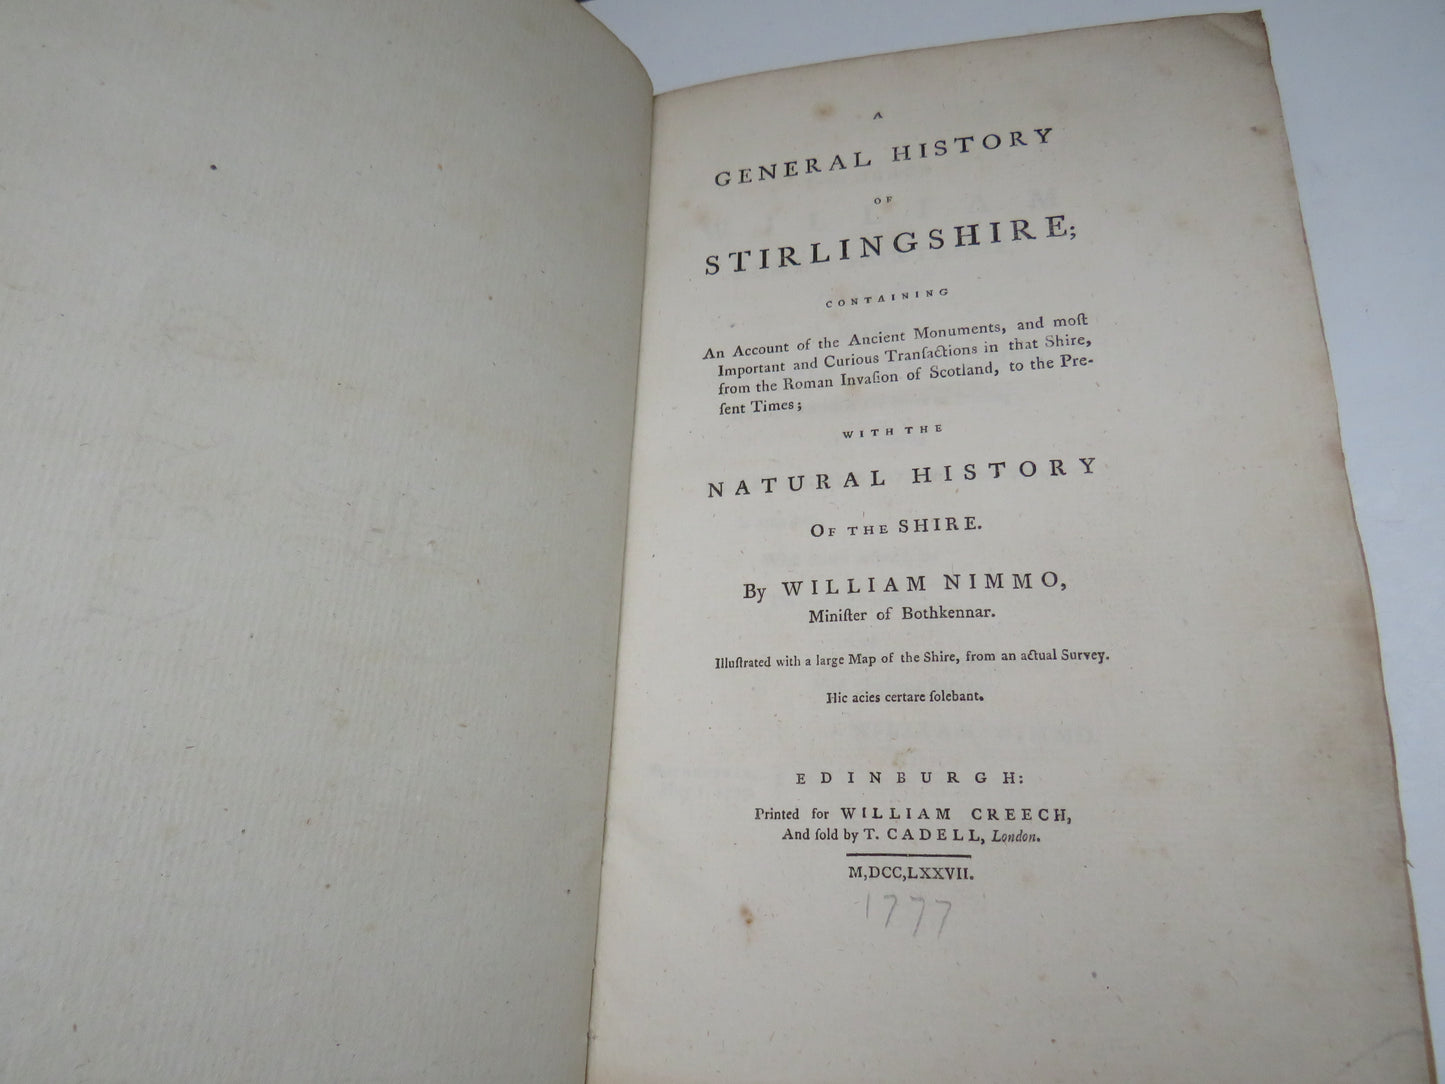 A
GENERAL HISTORY
OF
STIRLINGSHIRE;
CONTAINING
An Account of the Ancient Monuments, and moſt
Important and Curious Tranſactions in that Shire,
from the Roman Invaſion of Scotland, to the Pre-
ſent Times;
WITH THE
NATURAL HISTORY
OF THE SHIRE.
By WILLIAM NIMMO,
Miniſter of Bothkennar.
Illuſtrated with a large Map of the Shire, from an actual Survey.
Hic acies certare ſolebant.
EDINBURGH:
Printed for WILLIAM CREECH,
And ſold by T. CADELL, London.
M,DCC,LXXVII.
1777